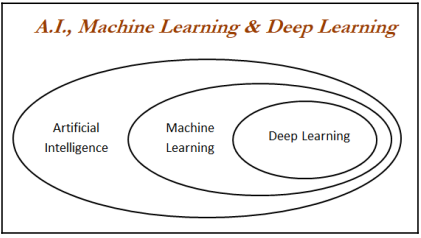 A.I., Machine Learning & Deep Learning
Artificial
Intelligence
Machine
Learning
Deep Learning